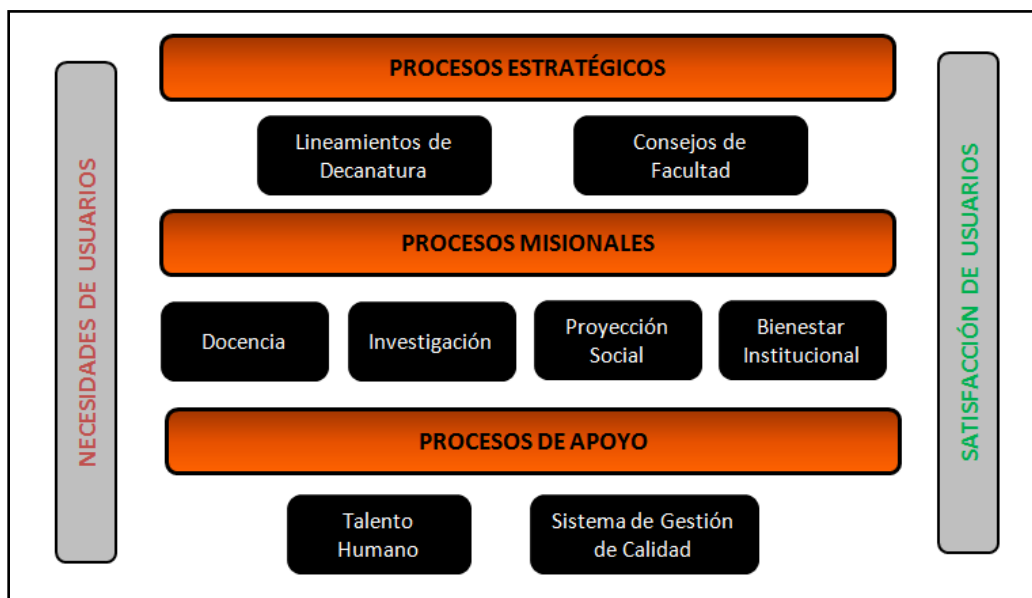 NECESIDADES DE USUARIOS
PROCESOS ESTRATÉGICOS
Lineamientos de
Decanatura
Consejos de
Facultad
PROCESOS MISIONALES
Docencia
Investigación
Proyección
Social
Bienestar
Institucional
PROCESOS DE APOYO
Talento
Humano
Sistema de Gestión
de Calidad
SATISFACCIÓN DE USUARIOS